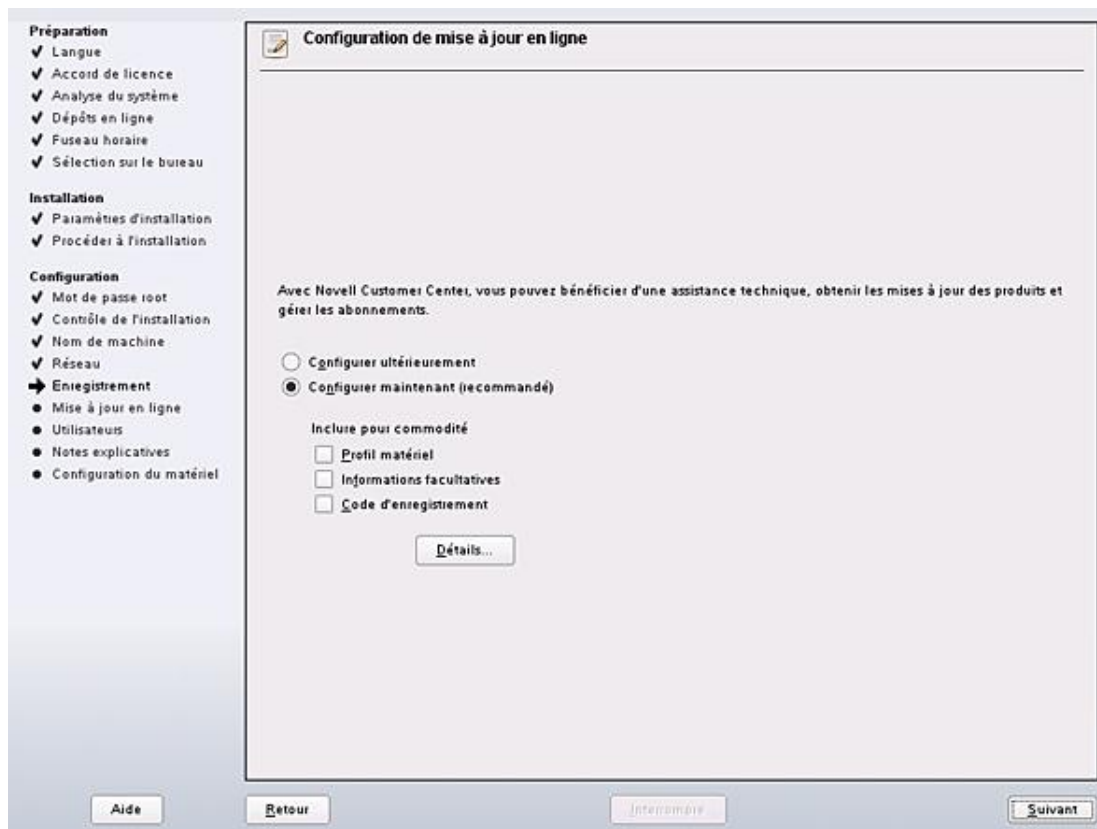 Préparation
Langue
Accord de licence
Analyse du système
Dépôts en ligne
Fuseau horaire
Sélection sur le bureau
Installation
Paramètres d'installation
Procéder à l'installation
Configuration
Mot de passe root
Contrôle de l'installation
Nom de machine
Réseau
Enregistrement
Mise à jour en ligne
Utilisateurs
Notes explicatives
Configuration du matériel
Configuration de mise à jour en ligne
Avec Novell Customer Center, vous pouvez bénéficier d'une assistance technique, obtenir les mises à jour des produits et
gérer les abonnements.
Configurer ultérieurement
Configurer maintenant (recommandé)
Inclure pour commodité
Profil matériel
Informations facultatives
Code d'enregistrement
Détails...
Aide
Retour
Interrompre
Suivant